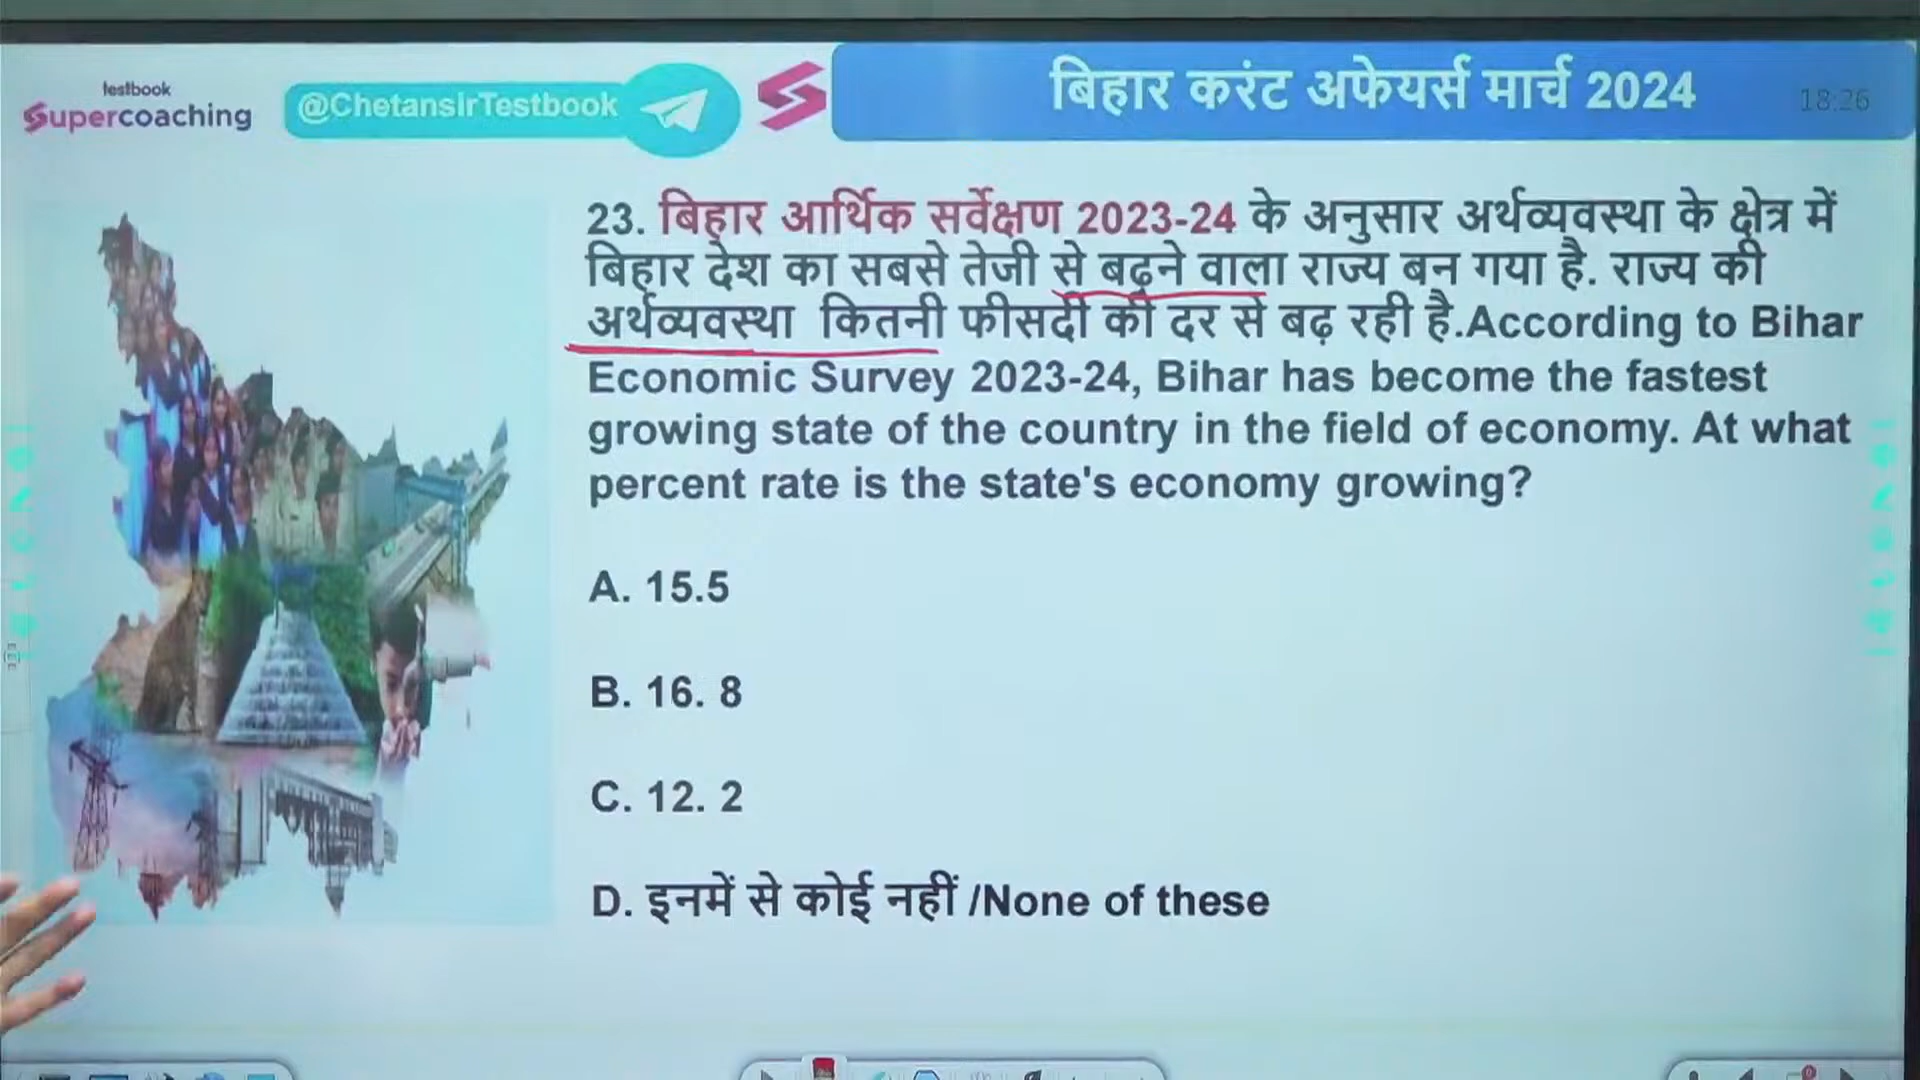 testbook
Supercoaching
@ChetansirTestbook
बिहार करंट अफेयर्स मार्च 2024
18:26
23. बिहार आर्थिक सर्वेक्षण 2023-24 के अनुसार अर्थव्यवस्था के क्षेत्र में
बिहार देश का सबसे तेजी से बढ़ने वाला राज्य बन गया है. राज्य की
अर्थव्यवस्था कितनी फीसदी की दर से बढ़ रही है.According to Bihar
Economic Survey 2023-24, Bihar has become the fastest
growing state of the country in the field of economy. At what
percent rate is the state's economy growing?
A. 15.5
B. 16. 8
C. 12. 2
D. इनमें से कोई नहीं /None of these